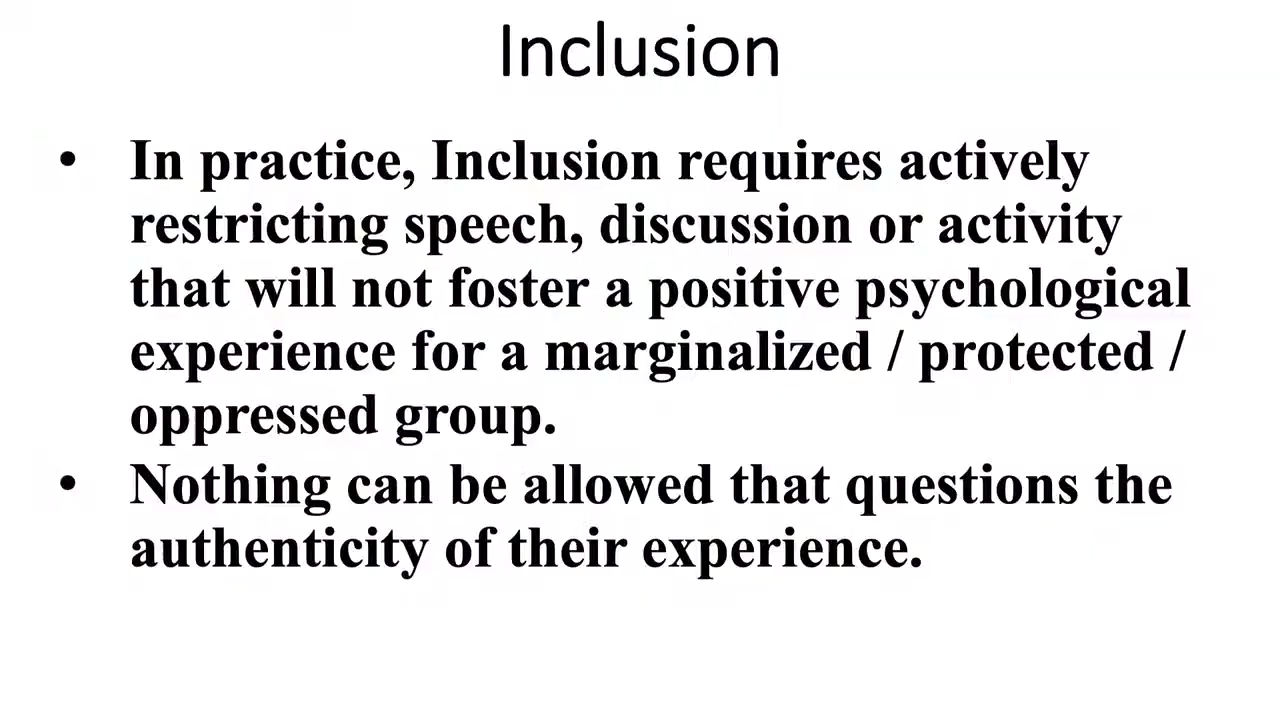 Inclusion
• In practice, Inclusion requires actively
restricting speech, discussion or activity
that will not foster a positive psychological
experience for a marginalized / protected /
oppressed group.
• Nothing can be allowed that questions the
authenticity of their experience.